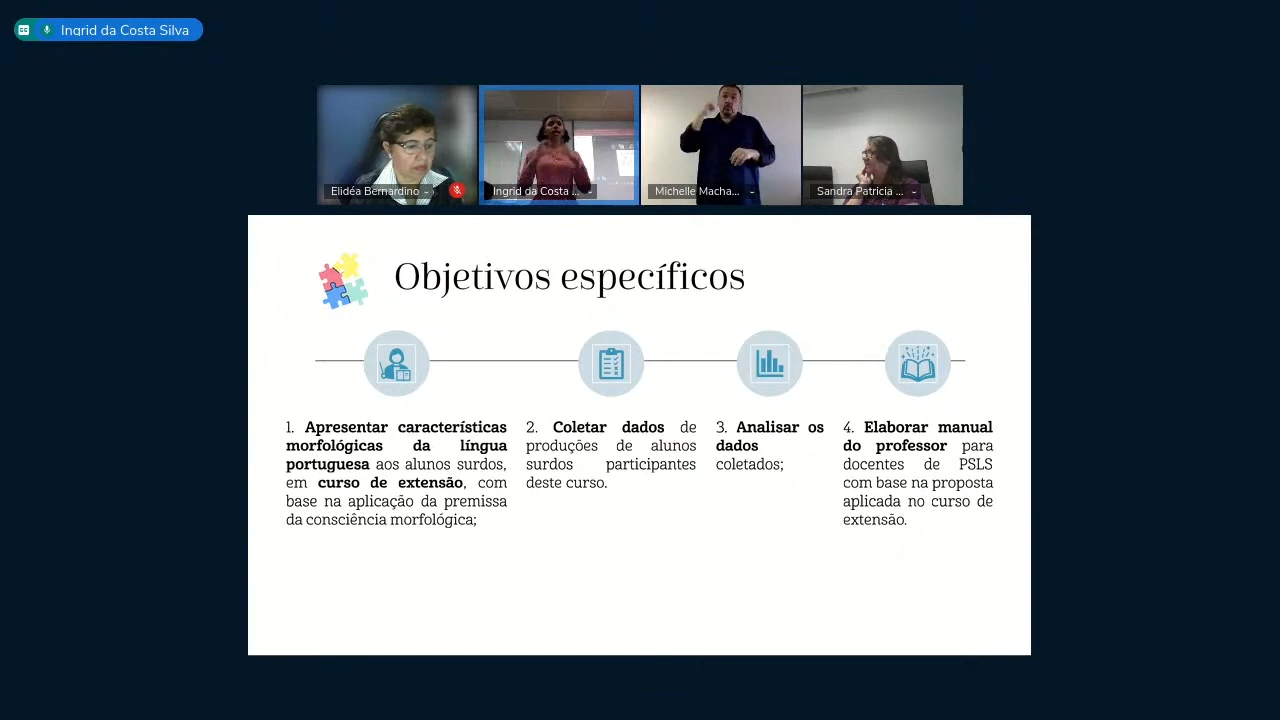 Ingrid da Costa Silva
Elidéa Bernardino
Ingrid da Costa ...
Michelle Macha...
Sandra Patricia ...
Objetivos específicos
1. Apresentar características
morfológicas da língua
portuguesa aos alunos surdos,
em curso de extensão, com
base na aplicação da premissa
da consciência morfológica;
2. Coletar dados de
produções de alunos
surdos participantes
deste curso.
3. Analisar os
dados
coletados;
4. Elaborar manual
do professor para
docentes de PSLS
com base na proposta
aplicada no curso de
extensão.